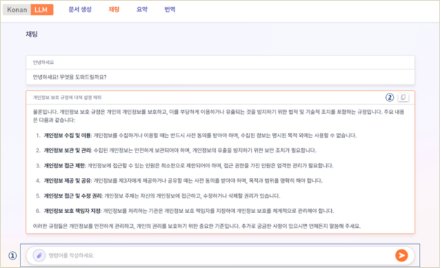 Konan LLM 문서 생성 채팅 요약 번역
채팅
안녕하세요
안녕하세요! 무엇을 도와드릴까요?
개인정보 보호 규정에 대해 설명 해줘
②
물론입니다. 개인정보 보호 규정은 개인의 개인정보를 보호하고, 이를 부당하게 이용하거나 유출되는 것을 방지하기 위한 법적 및 기술적 조치를 포함하는 규정입니다. 주요 내용
은 다음과 같습니다:
1. 개인정보 수집 및 이용: 개인정보를 수집하거나 이용할 때는 반드시 사전 동의를 받아야 하며, 수집된 정보는 명시된 목적 외에는 사용할 수 없습니다.
2. 개인정보 보관 및 관리: 수집된 개인정보는 안전하게 보관되어야 하며, 개인정보의 유출을 방지하기 위한 보안 조치가 필요합니다.
3. 개인정보 접근 제한: 개인정보에 접근할 수 있는 인원은 최소한으로 제한되어야 하며, 접근 권한을 가진 인원은 엄격한 관리가 필요합니다.
4. 개인정보 제공 및 공유: 개인정보를 제3자에게 제공하거나 공유할 때는 사전 동의를 받아야 하며, 목적과 범위를 명확히 해야 합니다.
5. 개인정보 접근 및 수정 권리: 개인정보 주체는 자신의 개인정보에 접근하고, 수정하거나 삭제할 권리가 있습니다.
6. 개인정보 보호 책임자 지정: 개인정보를 처리하는 기관은 개인정보 보호 책임자를 지정하여 개인정보 보호를 체계적으로 관리해야 합니다.
이러한 규정들은 개인정보를 안전하게 관리하고, 개인의 권리를 보호하기 위한 중요한 기준입니다. 추가로 궁금한 사항이 있으시면 언제든지 말씀해 주세요.
① 명령어를 작성하세요.